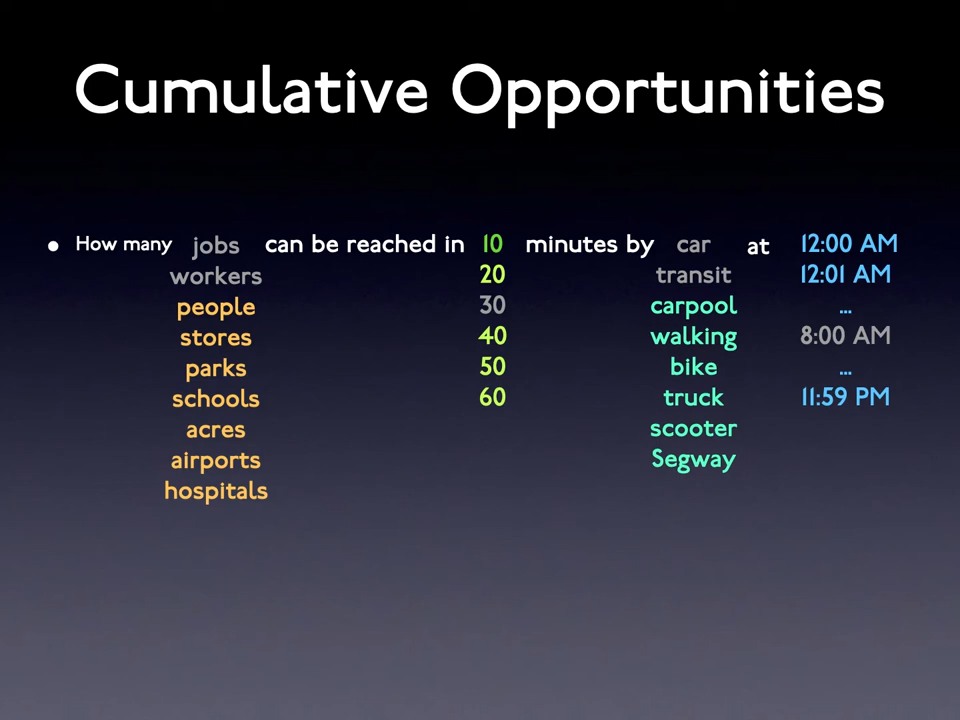 Cumulative Opportunities
• How many jobs can be reached in 10 minutes by car at 12:00 AM
workers 20 transit 12:01 AM
people 30 carpool ...
stores 40 walking 8:00 AM
parks 50 bike ...
schools 60 truck 11:59 PM
acres scooter
airports Segway
hospitals